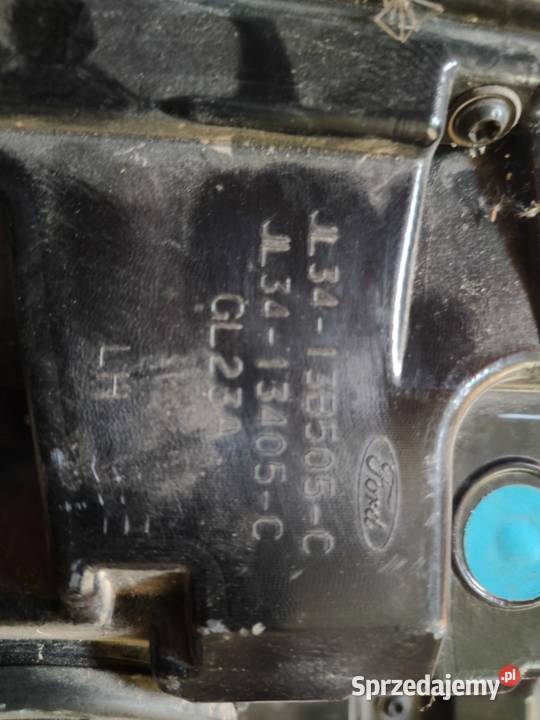 JL34-13B505-C
JL34-13405-C
GL23A
LH
Ford
Sprzedajemy.pl